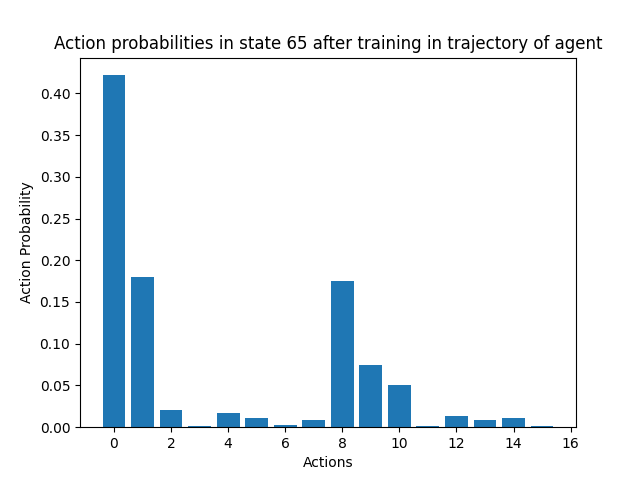 Action probabilities in state 65 after training in trajectory of agent
0.40
0.35
0.30
0.25
0.20
0.15
0.10
0.05
0.00
Action Probability
0 2 4 6 8 10 12 14 16
Actions